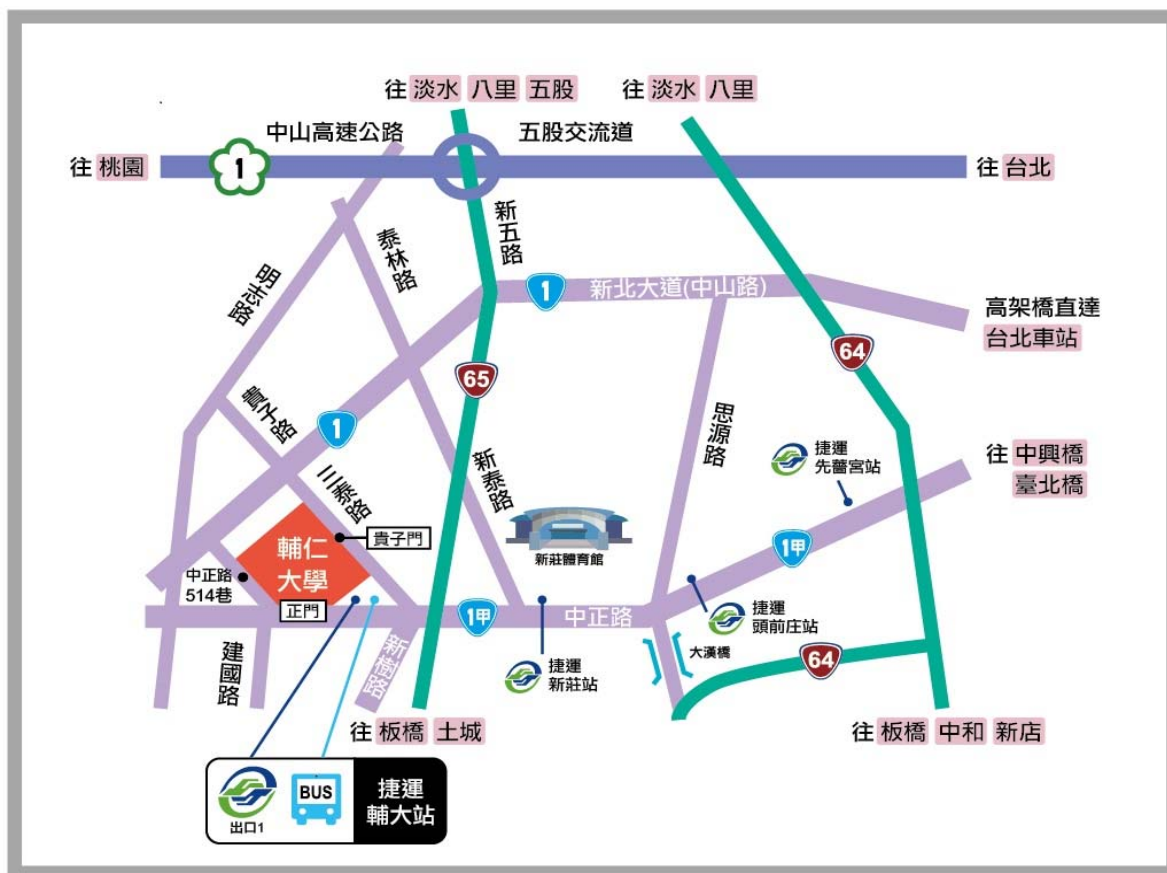 往 淡水 八里 五股
往 淡水 八里
中山高速公路
五股交流道
往 桃園
1
往 台北
新五路
泰林路
明志路
1
新北大道(中山路)
高架橋直達
台北車站
64
65
貴子路
1
思源路
捷運
先嗇宮站
往 中興橋
臺北橋
新泰路
三泰路
貴子門
新莊體育館
1甲
輔仁
大學
中正路
514巷
正門
1甲
中正路
捷運
頭前庄站
建國路
新樹路
捷運
新莊站
大漢橋
64
往 板橋 土城
往 板橋 中和 新店
BUS
出口1
捷運
輔大站